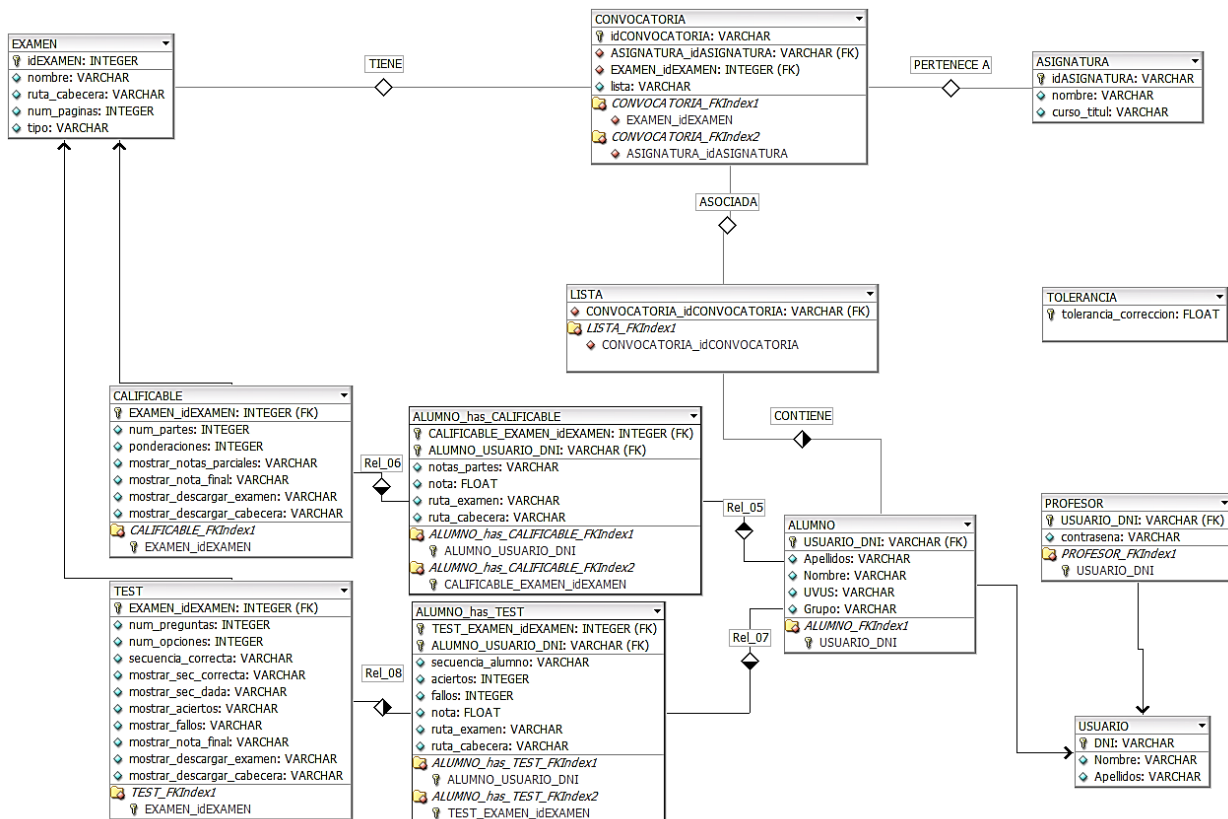 EXAMEN
idEXAMEN: INTEGER
nombre: VARCHAR
ruta_cabecera: VARCHAR
num_paginas: INTEGER
tipo: VARCHAR
TIENE
CONVOCATORIA
idCONVOCATORIA: VARCHAR
ASIGNATURA_idASIGNATURA: VARCHAR (FK)
EXAMEN_idEXAMEN: INTEGER (FK)
lista: VARCHAR
CONVOCATORIA_FKIndex1
EXAMEN_idEXAMEN
CONVOCATORIA_FKIndex2
ASIGNATURA_idASIGNATURA
PERTENECE A
ASIGNATURA
idASIGNATURA: VARCHAR
nombre: VARCHAR
curso_titul: VARCHAR
ASOCIADA
LISTA
CONVOCATORIA_idCONVOCATORIA: VARCHAR (FK)
LISTA_FKIndex1
CONVOCATORIA_idCONVOCATORIA
TOLERANCIA
tolerancia_correccion: FLOAT
CONTIENE
CALIFICABLE
EXAMEN_idEXAMEN: INTEGER (FK)
num_partes: INTEGER
ponderaciones: INTEGER
mostrar_notas_parciales: VARCHAR
mostrar_nota_final: VARCHAR
mostrar_descargar_examen: VARCHAR
mostrar_descargar_cabecera: VARCHAR
CALIFICABLE_FKIndex1
EXAMEN_idEXAMEN
Rel_06
ALUMNO_has_CALIFICABLE
CALIFICABLE_EXAMEN_idEXAMEN: INTEGER (FK)
ALUMNO_USUARIO_DNI: VARCHAR (FK)
notas_partes: VARCHAR
nota: FLOAT
ruta_examen: VARCHAR
ruta_cabecera: VARCHAR
ALUMNO_has_CALIFICABLE_FKIndex1
ALUMNO_USUARIO_DNI
ALUMNO_has_CALIFICABLE_FKIndex2
CALIFICABLE_EXAMEN_idEXAMEN
Rel_05
ALUMNO
USUARIO_DNI: VARCHAR (FK)
Apellidos: VARCHAR
Nombre: VARCHAR
UVUS: VARCHAR
Grupo: VARCHAR
ALUMNO_FKIndex1
USUARIO_DNI
PROFESOR
USUARIO_DNI: VARCHAR (FK)
contrasena: VARCHAR
PROFESOR_FKIndex1
USUARIO_DNI
TEST
EXAMEN_idEXAMEN: INTEGER (FK)
num_preguntas: INTEGER
num_opciones: INTEGER
secuencia_correcta: VARCHAR
mostrar_sec_correcta: VARCHAR
mostrar_sec_dada: VARCHAR
mostrar_aciertos: VARCHAR
mostrar_fallos: VARCHAR
mostrar_nota_final: VARCHAR
mostrar_descargar_examen: VARCHAR
mostrar_descargar_cabecera: VARCHAR
TEST_FKIndex1
EXAMEN_idEXAMEN
Rel_08
ALUMNO_has_TEST
TEST_EXAMEN_idEXAMEN: INTEGER (FK)
ALUMNO_USUARIO_DNI: VARCHAR (FK)
secuencia_alumno: VARCHAR
aciertos: INTEGER
fallos: INTEGER
nota: FLOAT
ruta_examen: VARCHAR
ruta_cabecera: VARCHAR
ALUMNO_has_TEST_FKIndex1
ALUMNO_USUARIO_DNI
ALUMNO_has_TEST_FKIndex2
TEST_EXAMEN_idEXAMEN
Rel_07
USUARIO
DNI: VARCHAR
Nombre: VARCHAR
Apellidos: VARCHAR